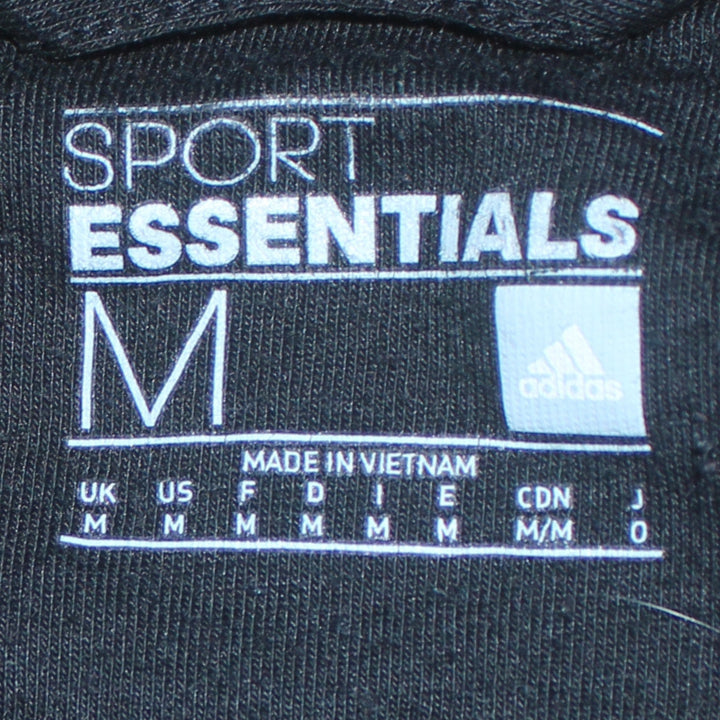 SPORT
ESSENTIALS
M
adidas
MADE IN VIETNAM
UK US F D I E CDN J
M M M M M M M/M O